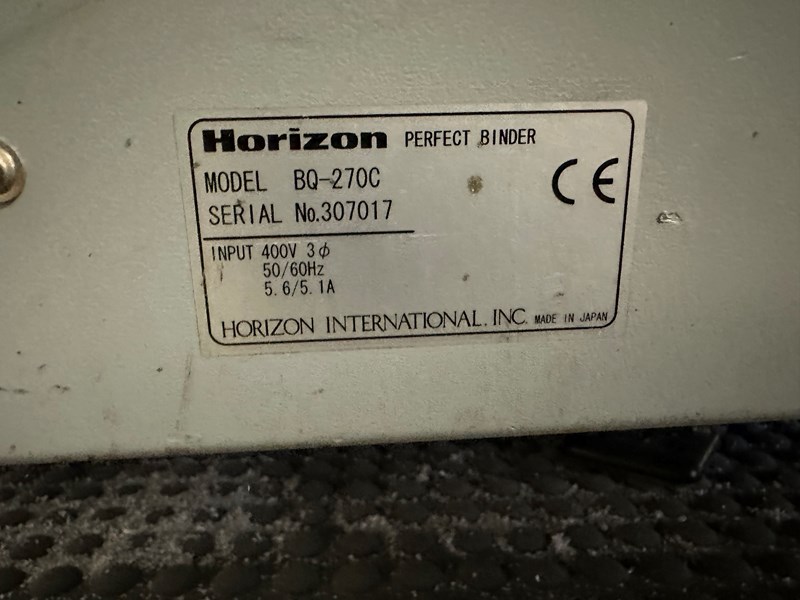 Horizon PERFECT BINDER
MODEL BQ-270C
SERIAL No.307017
CE
INPUT 400V 3ϕ
50/60Hz
5.6/5.1A
HORIZON INTERNATIONAL.INC. MADE IN JAPAN